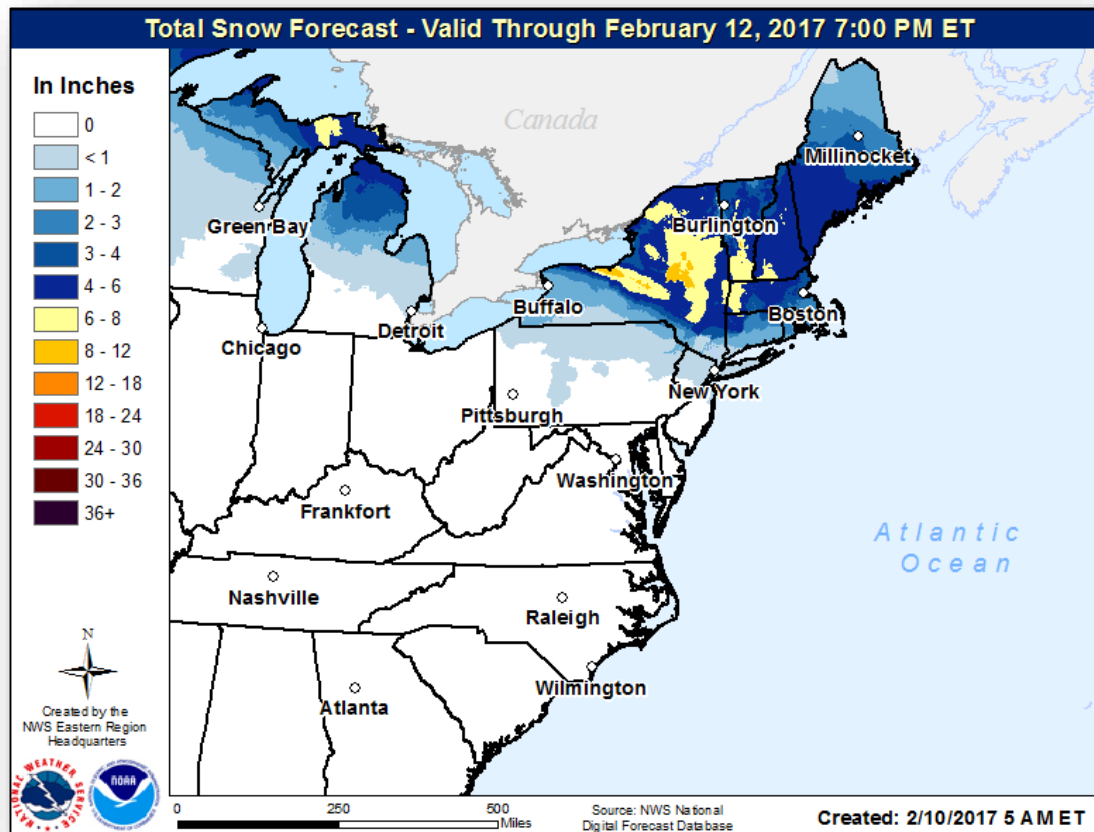 Total Snow Forecast - Valid Through February 12, 2017 7:00 PM ET
In Inches
0
< 1
1 - 2
2 - 3
3 - 4
4 - 6
6 - 8
8 - 12
12 - 18
18 - 24
24 - 30
30 - 36
36+
Canada
Millinocket
Green Bay
Burlington
Buffalo
Boston
Detroit
Chicago
New York
Pittsburgh
Washington
Frankfort
Atlantic
Ocean
Nashville
Raleigh
Wilmington
Atlanta
N
Created by the
NWS Eastern Region
Headquarters
NATIONAL WEATHER SERVICE
NOAA
0 250 500
Miles
Source: NWS National
Digital Forecast Database
Created: 2/10/2017 5 AM ET